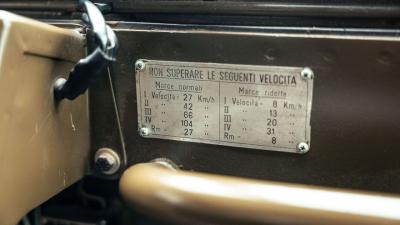 NON SUPERARE LE SEGUENTI VELOCITÀ
Marce normali Marce ridotte
I Velocità - 27 Km/h I Velocità - 8 Km/h
II " 42 " II " 13 "
III " 66 " III " 20 "
IV " 104 " IV " 31 "
Rm - 27 " Rm - 8 "